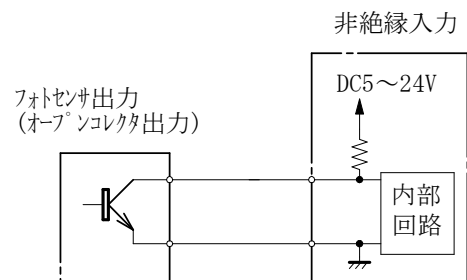 非絶縁入力
DC5～24V
フォトセンサ出力
(オープンコレクタ出力)
内部
回路